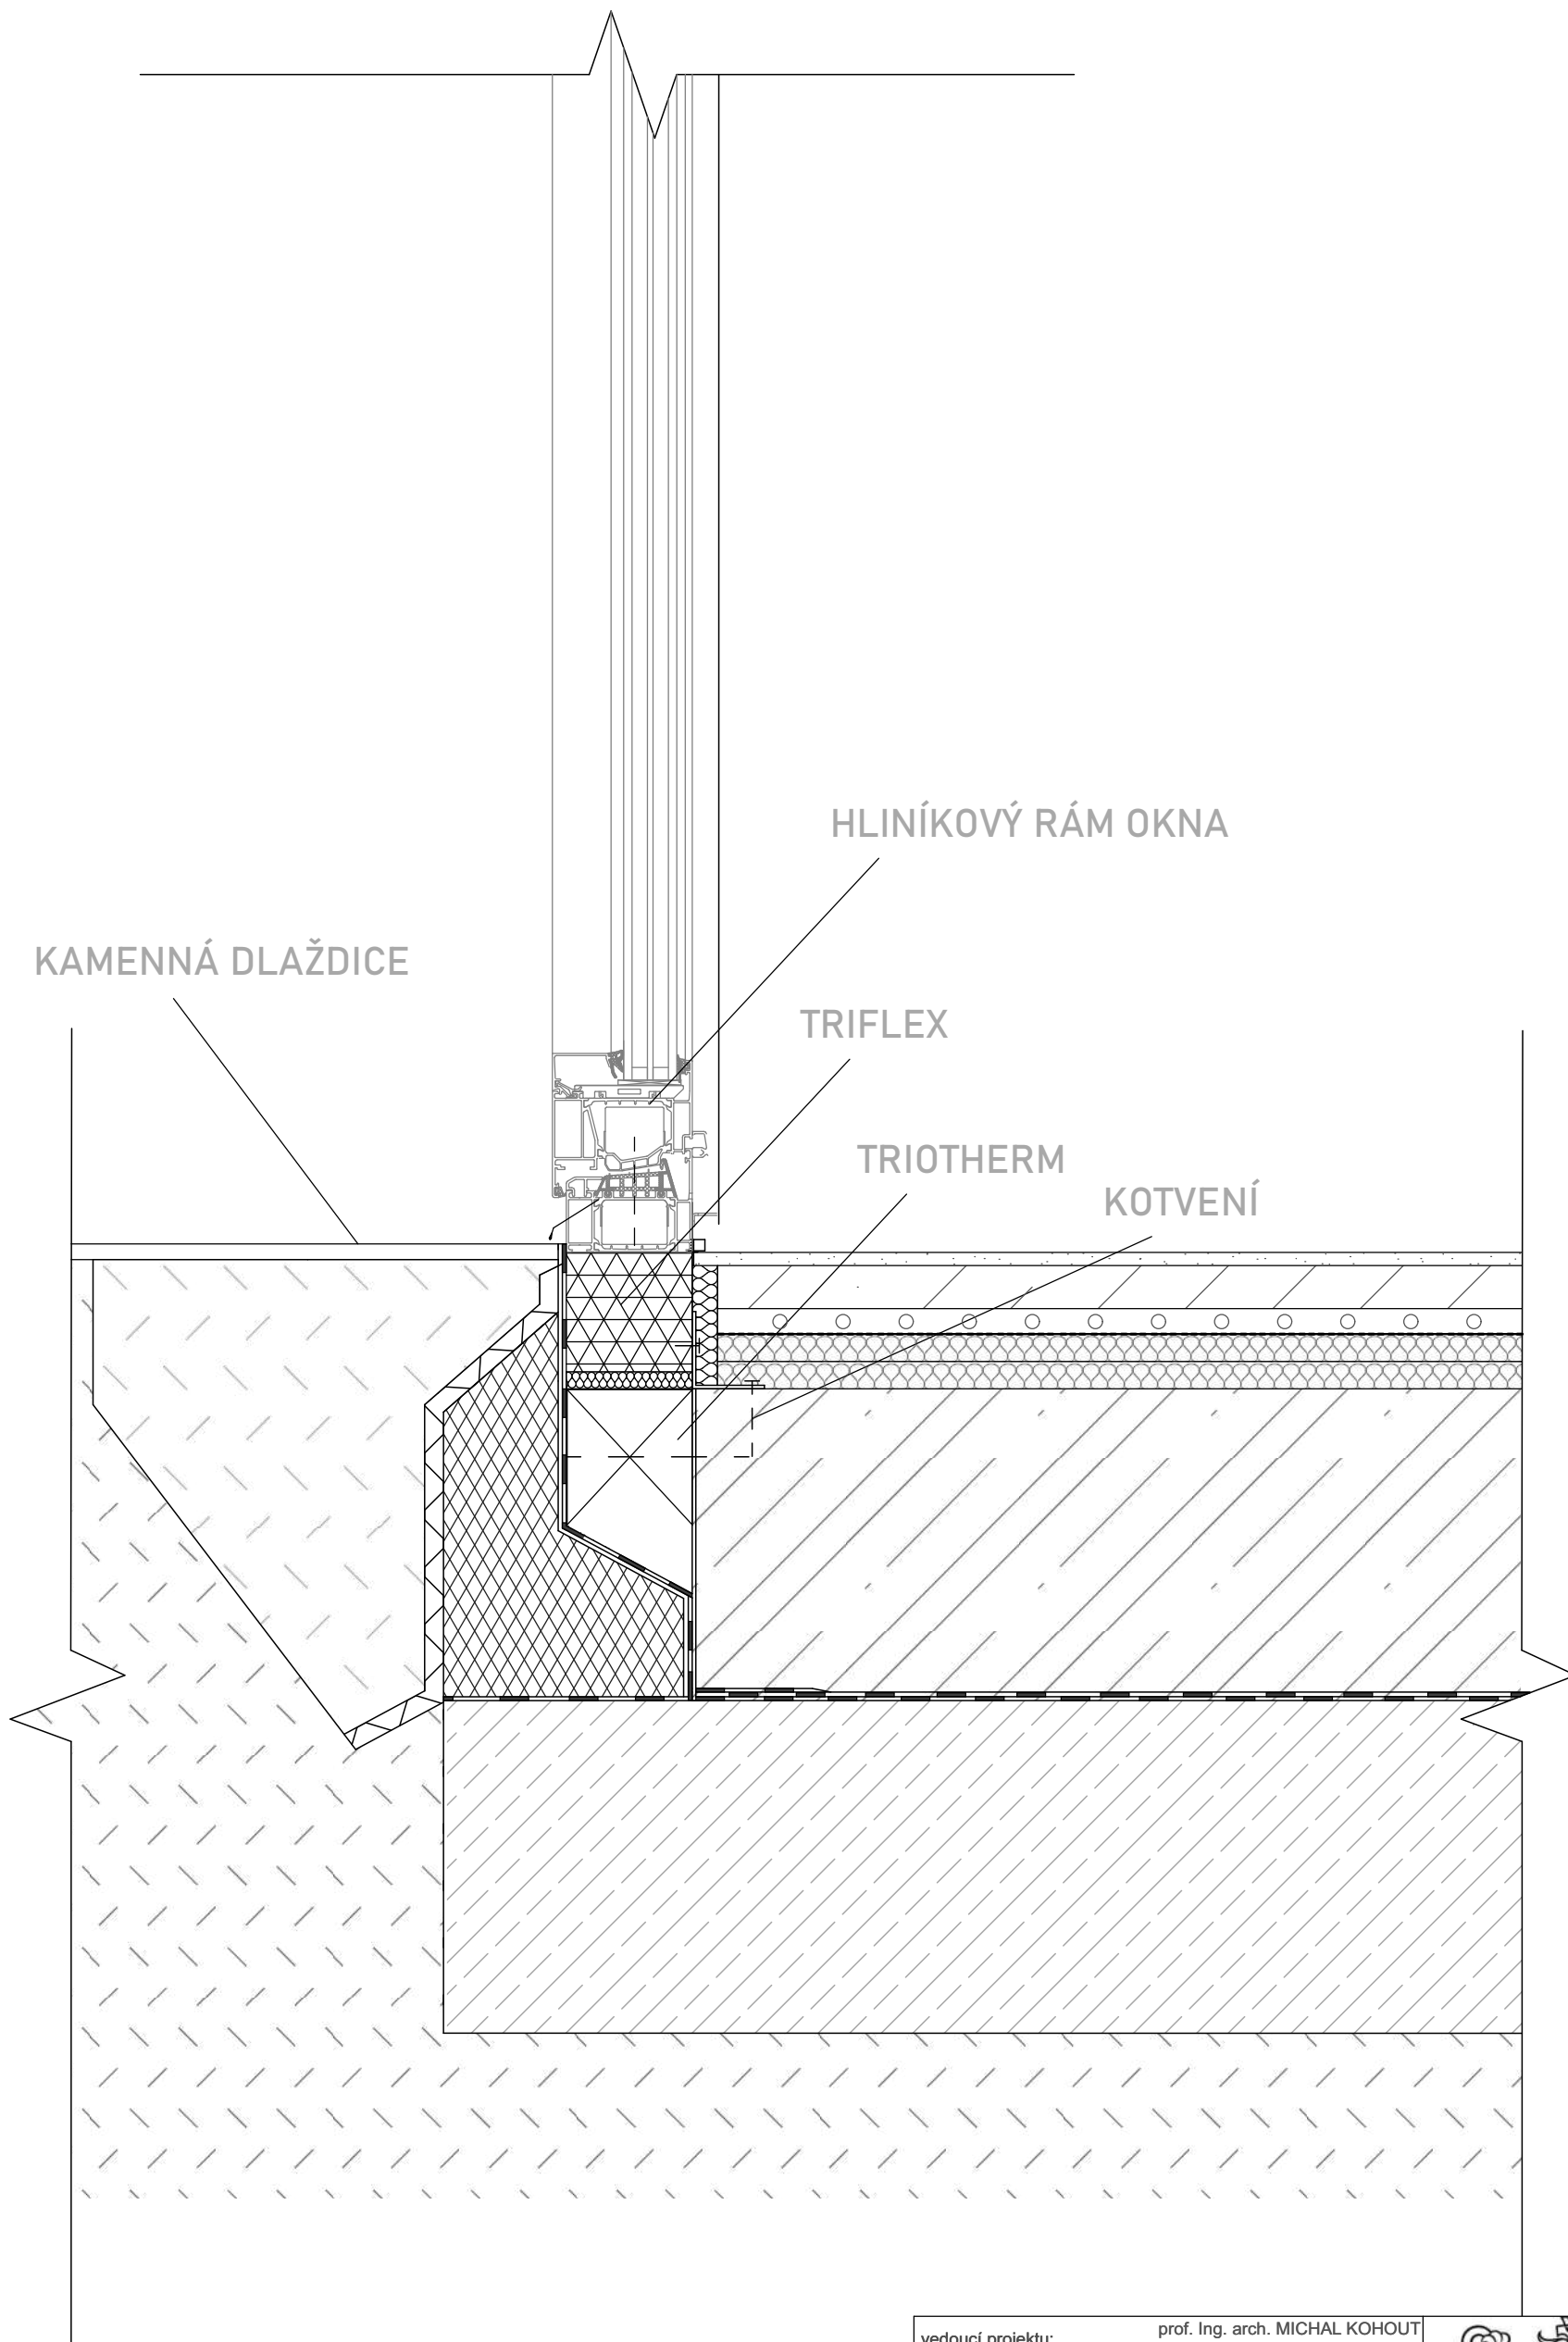 HLINÍKOVÝ RÁM OKNA
KAMENNÁ DLAŽDICE
TRIFLEX
TRIOTHERM
KOTVENÍ
vedoucí projektu: prof. Ing. arch. MICHAL KOHOUT